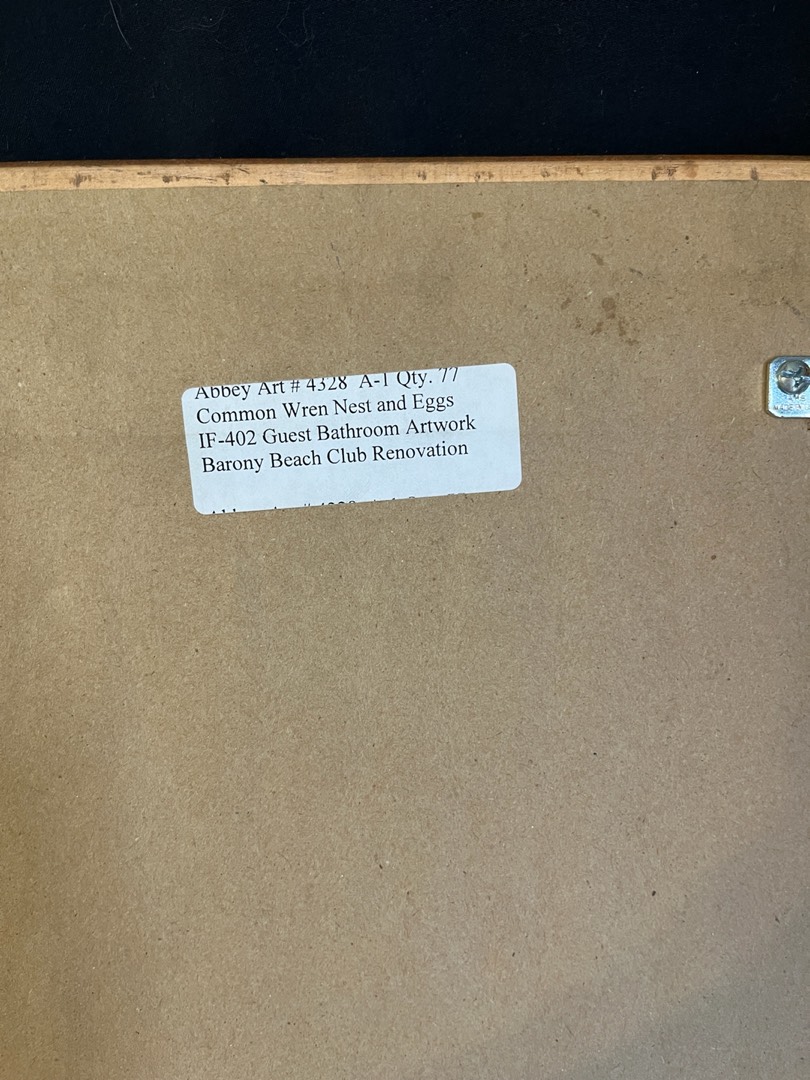 Abbey Art # 4328 A-1 Qty. 77
Common Wren Nest and Eggs
IF-402 Guest Bathroom Artwork
Barony Beach Club Renovation